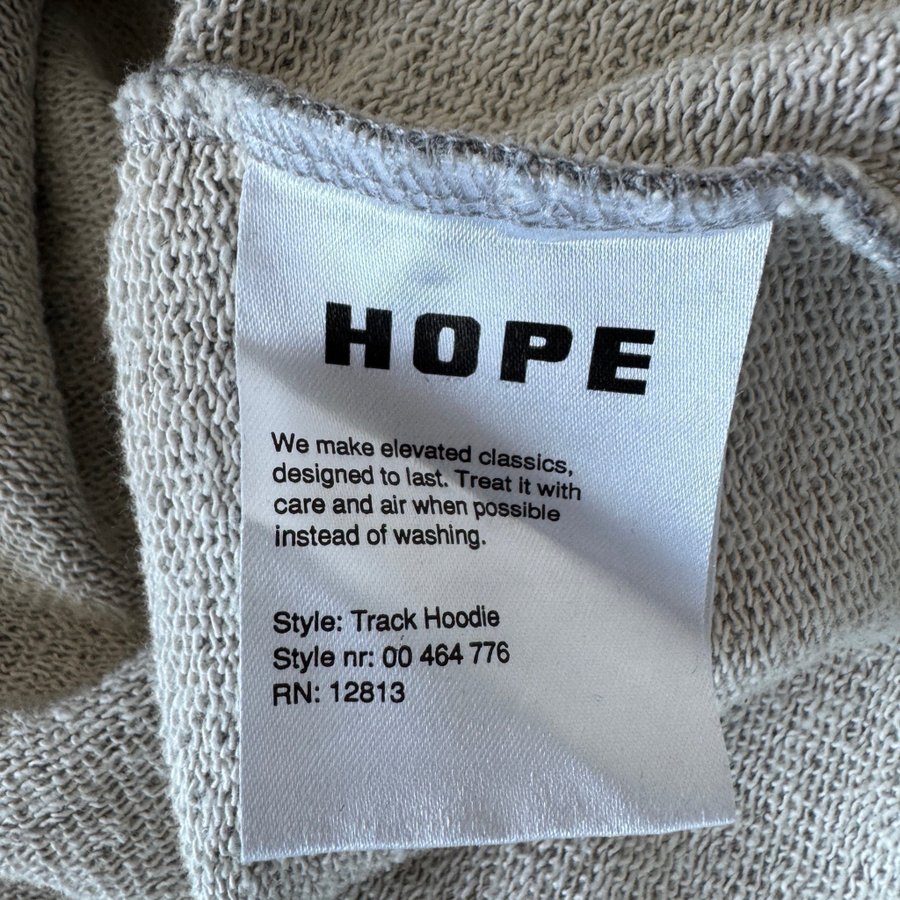 HOPE
We make elevated classics,
designed to last. Treat it with
care and air when possible
instead of washing.
Style: Track Hoodie
Style nr: 00 464 776
RN: 12813